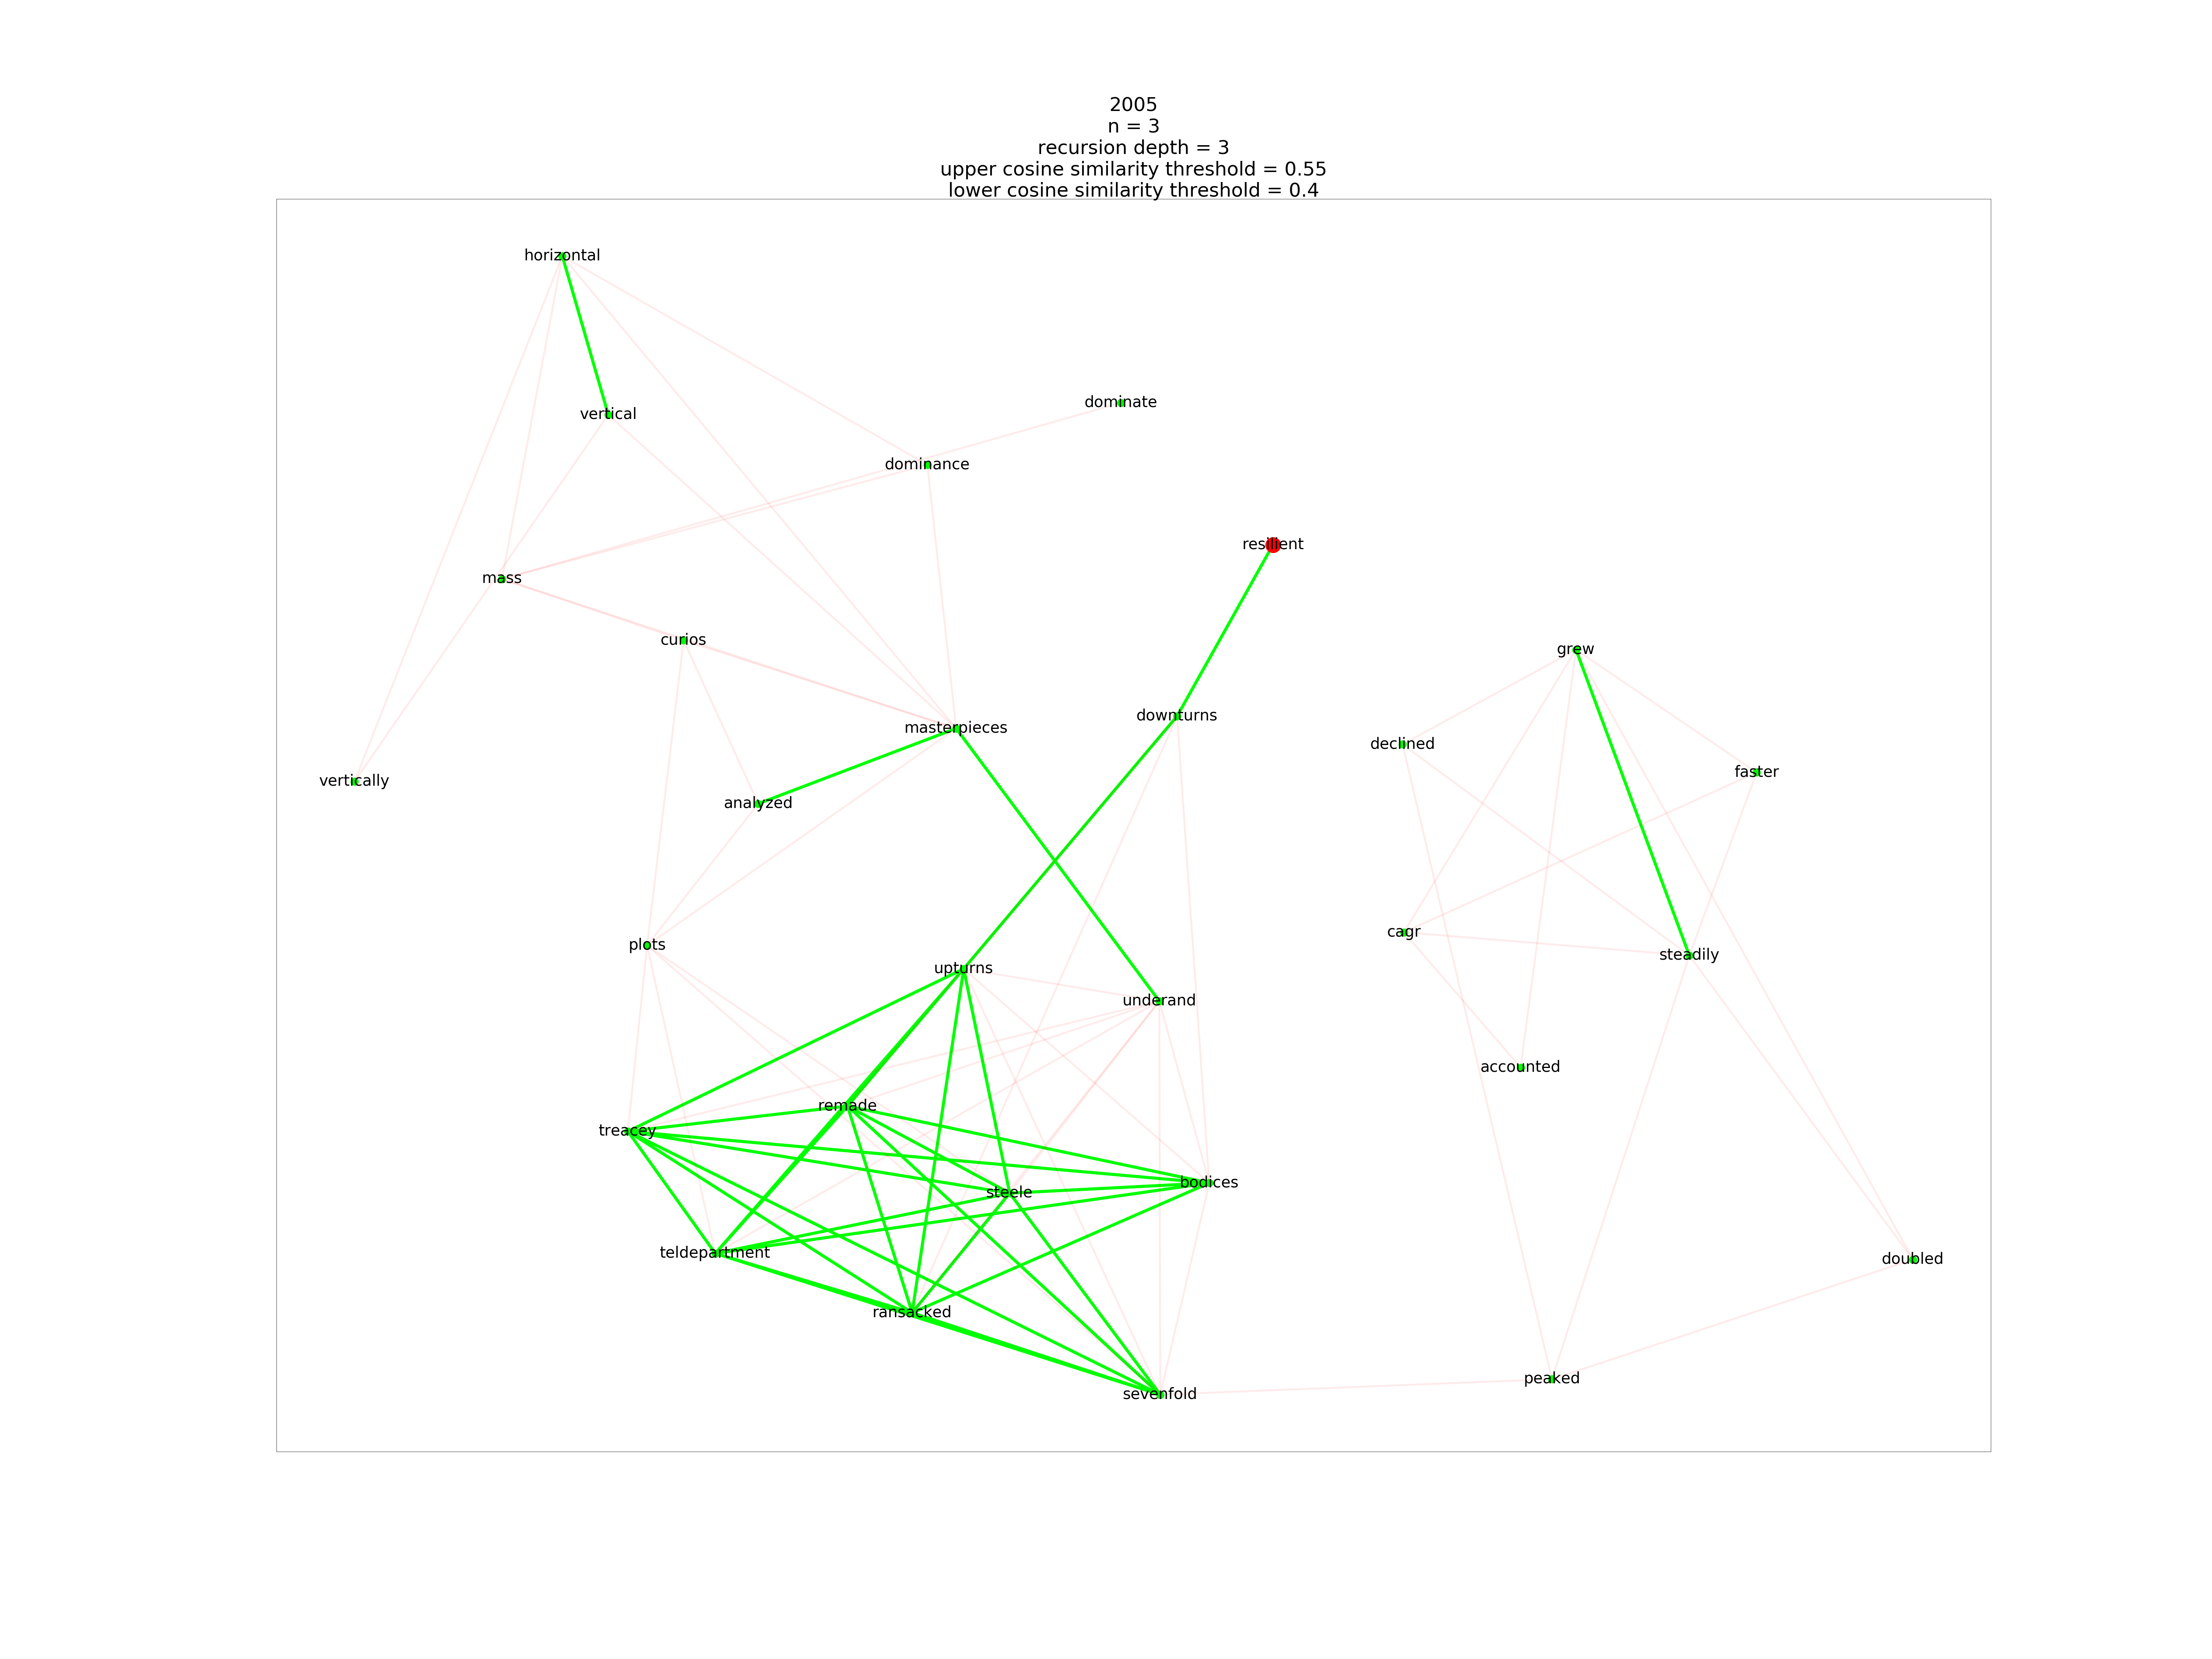 2005
n = 3
recursion depth = 3
upper cosine similarity threshold = 0.55
lower cosine similarity threshold = 0.4
horizontal
dominate
vertical
dominance
resilient
mass
curios
grew
downturns
masterpieces
declined
faster
vertically
analyzed
cagr
plots
steadily
upturns
underand
accounted
remade
treacey
bodices
steele
teldepartment
doubled
ransacked
peaked
sevenfold